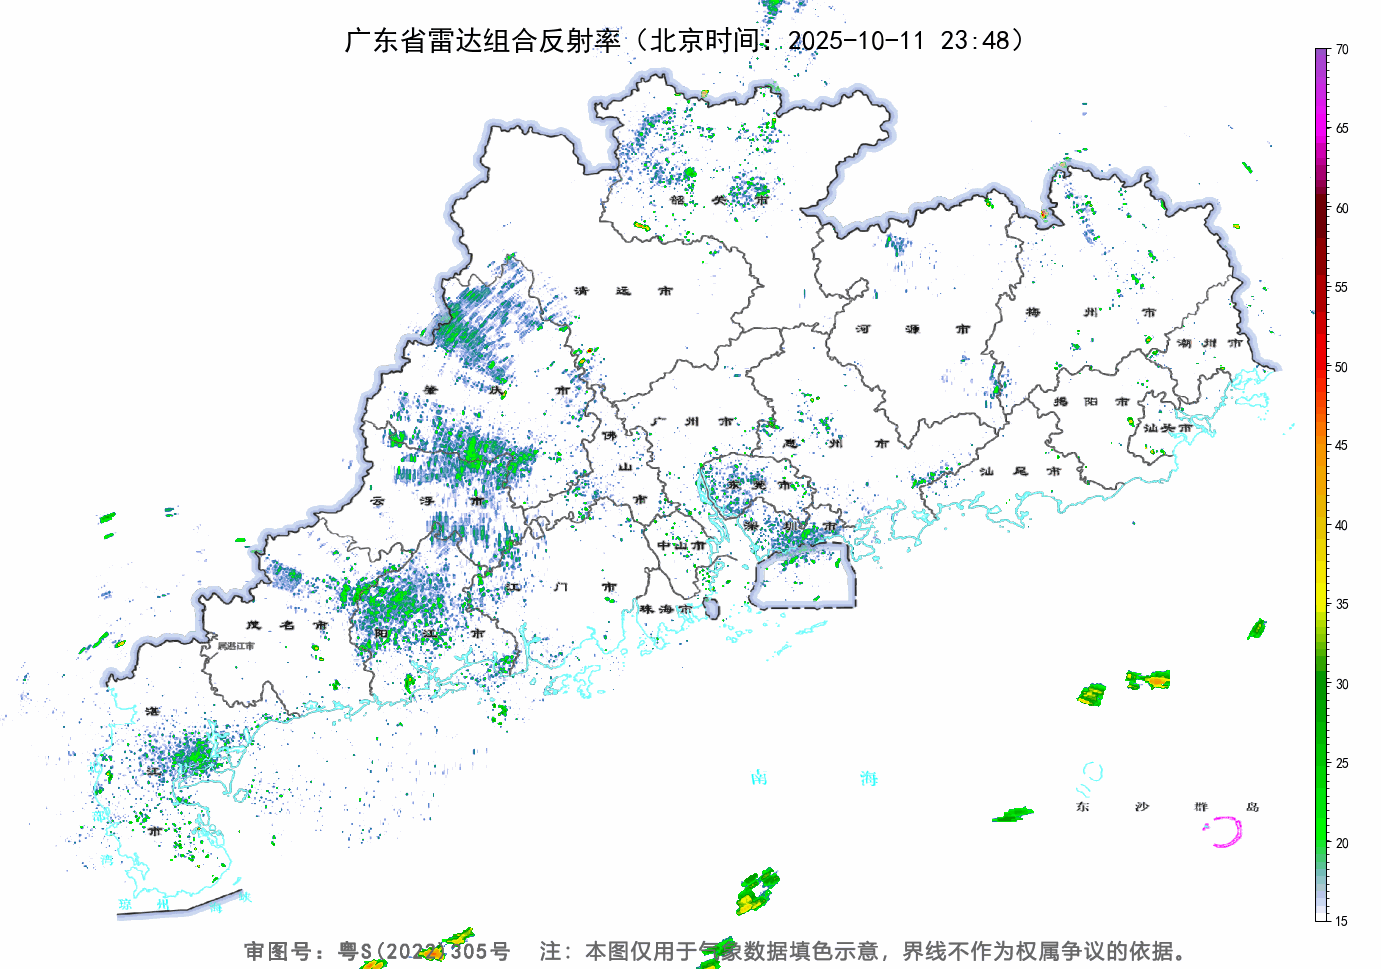 广东省雷达组合反射率（北京时间：2025-10-11 23:48）
70
65
60
55
50
45
40
35
30
25
20
15
韶 关 市
清 远 市
河 源 市
梅 州 市
潮 州 市
肇 庆 市
广 州 市
佛 山 市
惠 州 市
揭 阳 市
汕头市
汕 尾 市
东 莞 市
深 圳 市
云 浮 市
中山市
江 门 市
珠海市
茂 名 市
属湛江市
阳 江 市
湛 江 市
南 海
东 沙 群 岛
湾
琼 州 海 峡
审图号：粤S(2022)305号 注：本图仅用于气象数据填色示意，界线不作为权属争议的依据。